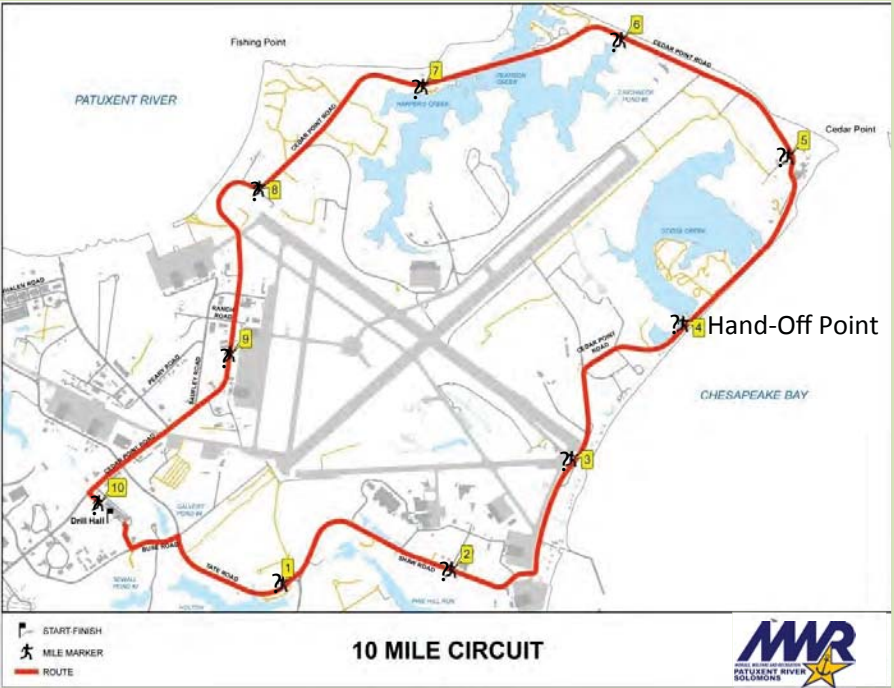 6
Fishing Point
CEDAR POINT ROAD
7
PEARSON
CREEK
PATUXENT RIVER
HARPERS CREEK
CEDAR POINT ROAD
Cedar Point
5
8
GOOSE CREEK
WHALEN ROAD
RANCH
ROAD
4
Hand-Off Point
9
CEDAR POINT
ROAD
PEARY ROAD
SAUFLEY ROAD
CHESAPEAKE BAY
CEDAR POINT ROAD
3
10
Drill Hall
BUSE ROAD
2
1
TATE ROAD
SHAW ROAD
PINE HILL RUN
START-FINISH
MILE MARKER
ROUTE
10 MILE CIRCUIT
MWR
PATUXENT RIVER
SOLOMONS